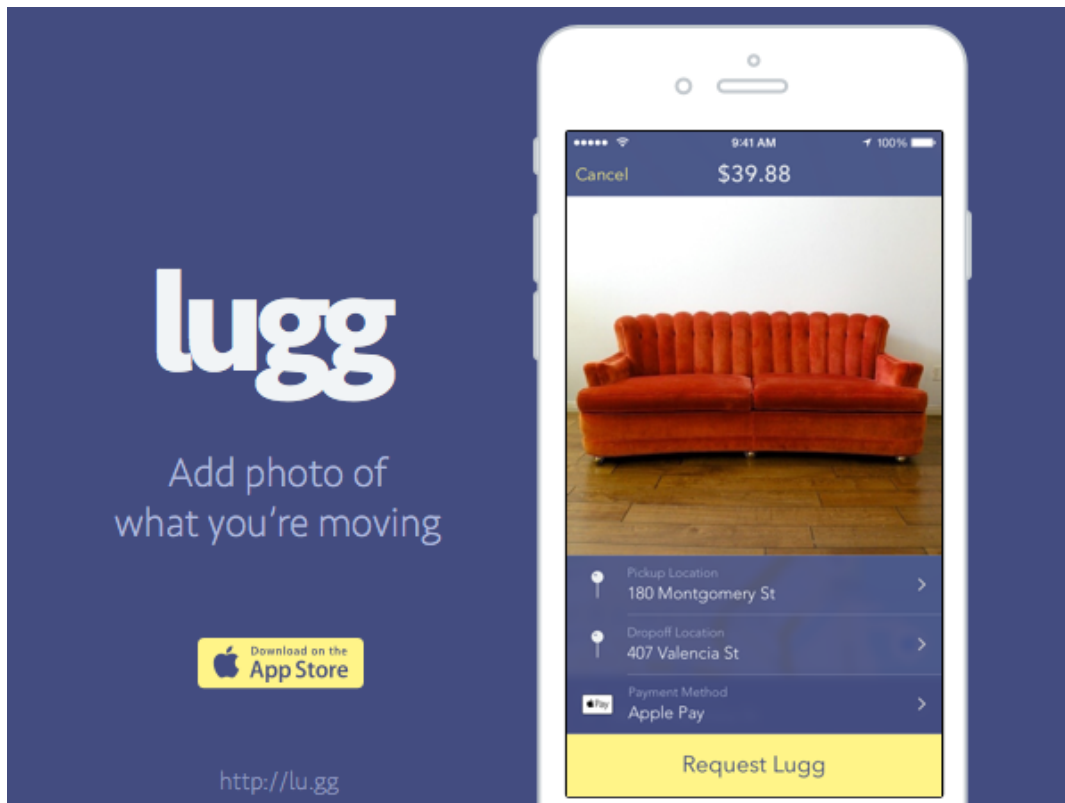 lugg
Add photo of
what you're moving
Download on the
App Store
http://lu.gg
9:41 AM
100%
Cancel
$39.88
Pickup Location
180 Montgomery St
Dropoff Location
407 Valencia St
Pay
Payment Method
Apple Pay
Request Lugg